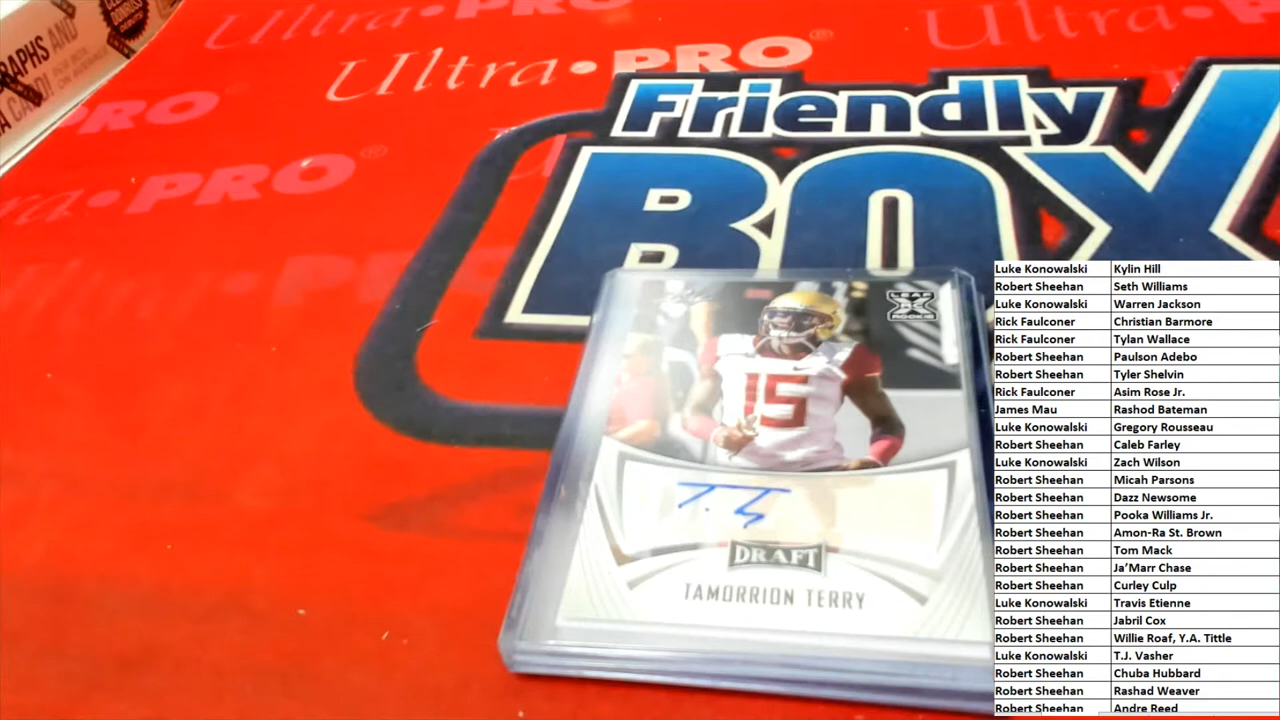 Ultra•PRO
Ultra•PRO®
Ultra•PRO
PRO
Ultra•PRO®
APHS AND
A CARD!
Friendly
BOX
LEAF
ROOKIE
15
DRAFT
TAMORRION TERRY
Luke Konowalski Kylin Hill
Robert Sheehan Seth Williams
Luke Konowalski Warren Jackson
Rick Faulconer Christian Barmore
Rick Faulconer Tylan Wallace
Robert Sheehan Paulson Adebo
Robert Sheehan Tyler Shelvin
Rick Faulconer Asim Rose Jr.
James Mau Rashod Bateman
Luke Konowalski Gregory Rousseau
Robert Sheehan Caleb Farley
Luke Konowalski Zach Wilson
Robert Sheehan Micah Parsons
Robert Sheehan Dazz Newsome
Robert Sheehan Pooka Williams Jr.
Robert Sheehan Amon-Ra St. Brown
Robert Sheehan Tom Mack
Robert Sheehan Ja'Marr Chase
Robert Sheehan Curley Culp
Luke Konowalski Travis Etienne
Robert Sheehan Jabril Cox
Robert Sheehan Willie Roaf, Y.A. Tittle
Luke Konowalski T.J. Vasher
Robert Sheehan Chuba Hubbard
Robert Sheehan Rashad Weaver
Robert Sheehan Andre Reed